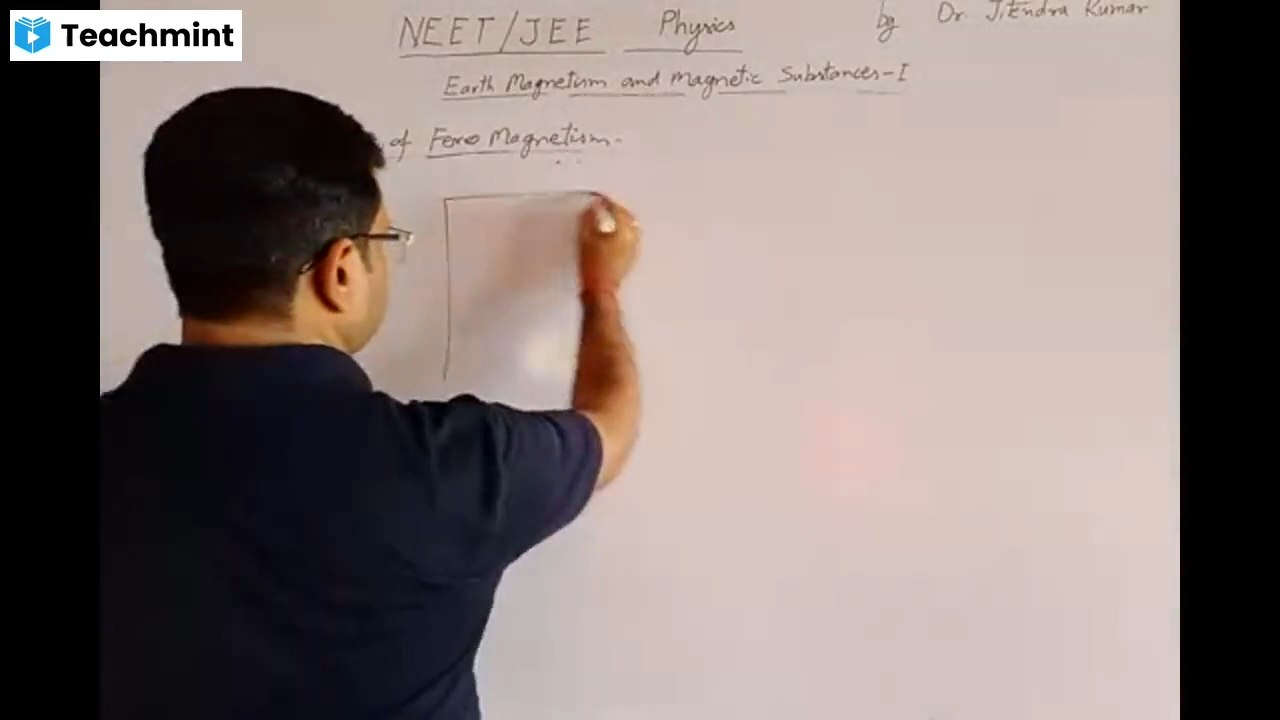 Teachmint
NEET/JEE Physics by Dr. Jitendra Kumar
Earth Magnetism and Magnetic Substances-I
of Ferro Magnetism.